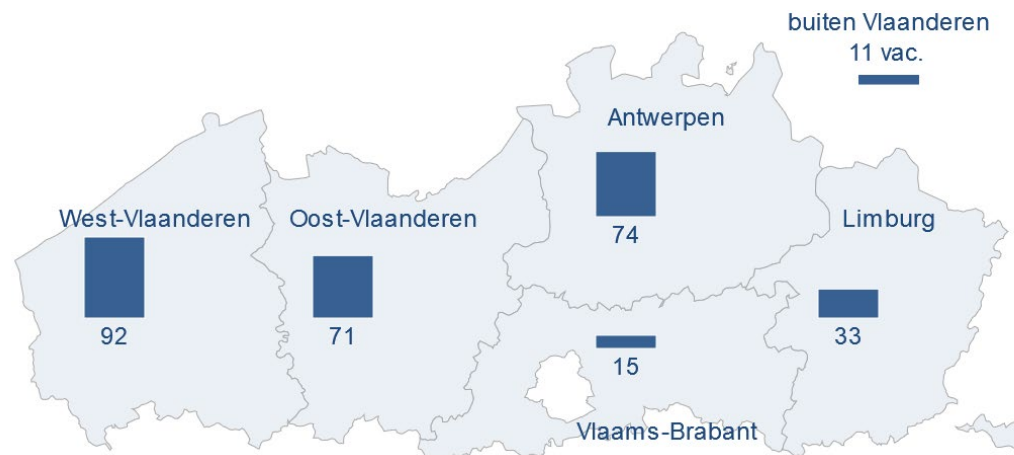 buiten Vlaanderen
11 vac.
Antwerpen
74
West-Vlaanderen
92
Oost-Vlaanderen
71
Limburg
33
15
Vlaams-Brabant